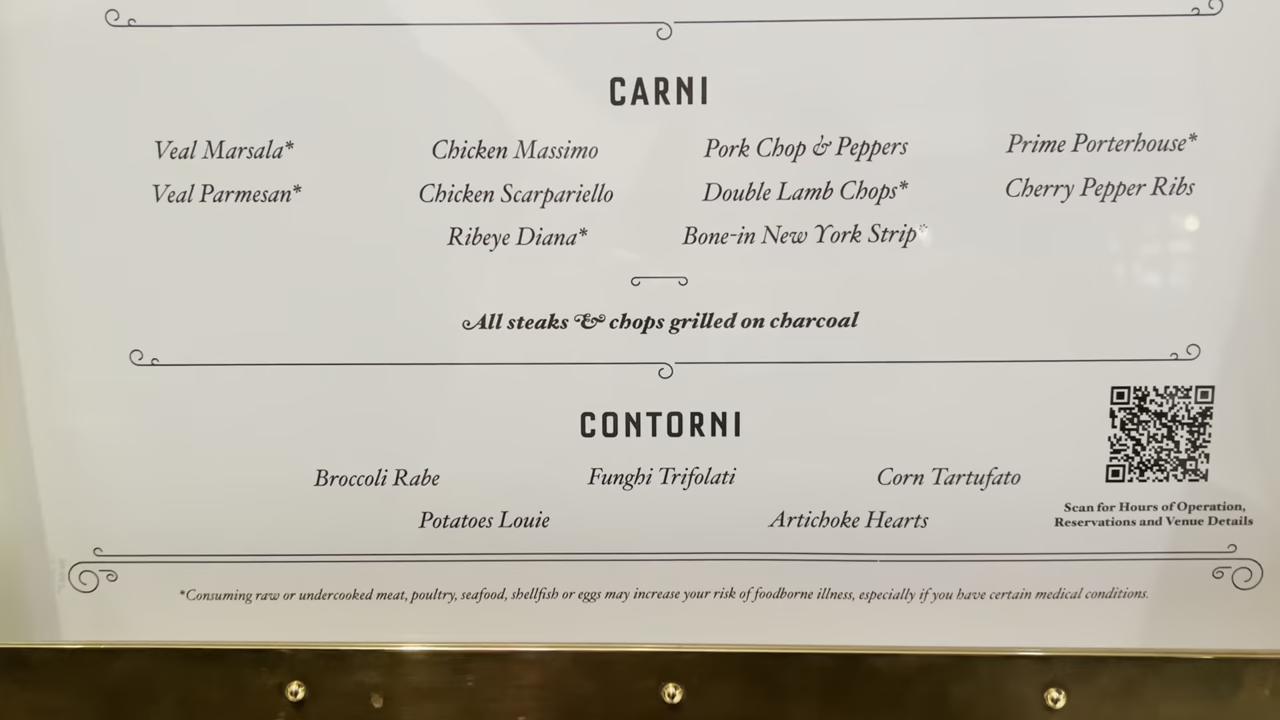 CARNI
Veal Marsala* Chicken Massimo Pork Chop & Peppers Prime Porterhouse*
Veal Parmesan* Chicken Scarpariello Double Lamb Chops* Cherry Pepper Ribs
Ribeye Diana* Bone-in New York Strip*
All steaks & chops grilled on charcoal
CONTORNI
Broccoli Rabe Funghi Trifolati Corn Tartufato
Potatoes Louie Artichoke Hearts
Scan for Hours of Operation,
Reservations and Venue Details
*Consuming raw or undercooked meat, poultry, seafood, shellfish or eggs may increase your risk of foodborne illness, especially if you have certain medical conditions.